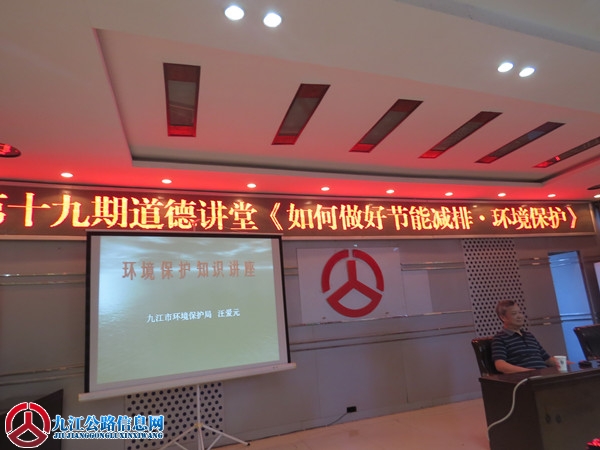 第十九期道德讲堂《如何做好节能减排·环境保护》
环境保护知识讲座
九江市环境保护局 汪爱元
九江公路信息网
JIUJIANGGONGLUXINXIWANG